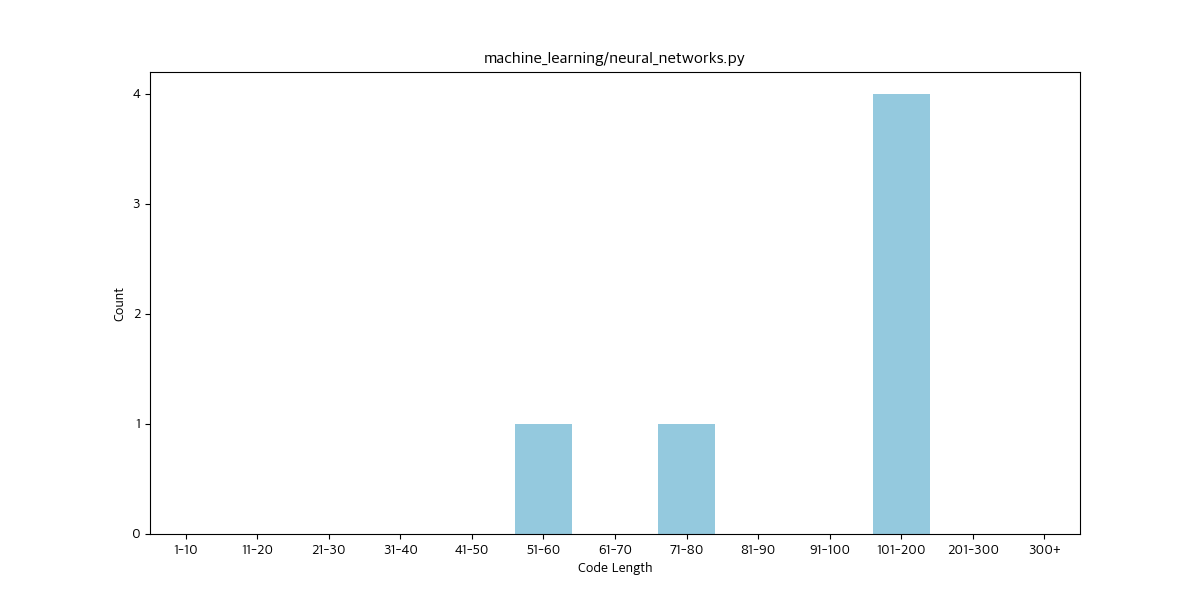 machine_learning/neural_networks.py
4
3
2
1
0
Count
1-10 11-20 21-30 31-40 41-50 51-60 61-70 71-80 81-90 91-100 101-200 201-300 300+
Code Length